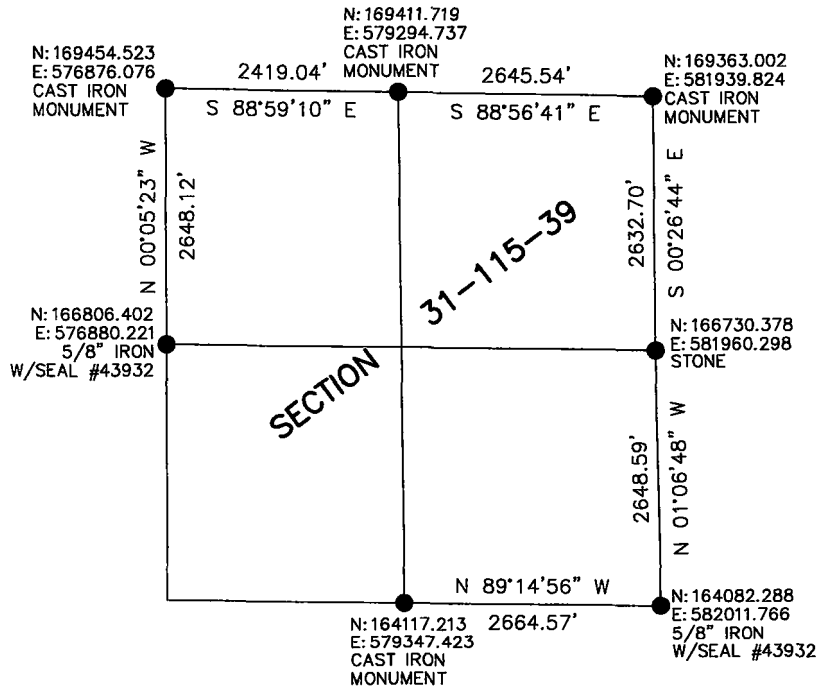 N: 169411.719
E: 579294.737
CAST IRON
MONUMENT
N: 169454.523
E: 576876.076
CAST IRON
MONUMENT
2419.04'
2645.54'
N: 169363.002
E: 581939.824
CAST IRON
MONUMENT
S 88°59'10" E
S 88°56'41" E
N 00°05'23" W
2648.12'
2632.70'
S 00°26'44" E
SECTION 31-115-39
N: 166806.402
E: 576880.221
5/8" IRON
W/SEAL #43932
N: 166730.378
E: 581960.298
STONE
2648.59'
N 01°06'48" W
N 89°14'56" W
N: 164117.213
E: 579347.423
CAST IRON
MONUMENT
2664.57'
N: 164082.288
E: 582011.766
5/8" IRON
W/SEAL #43932